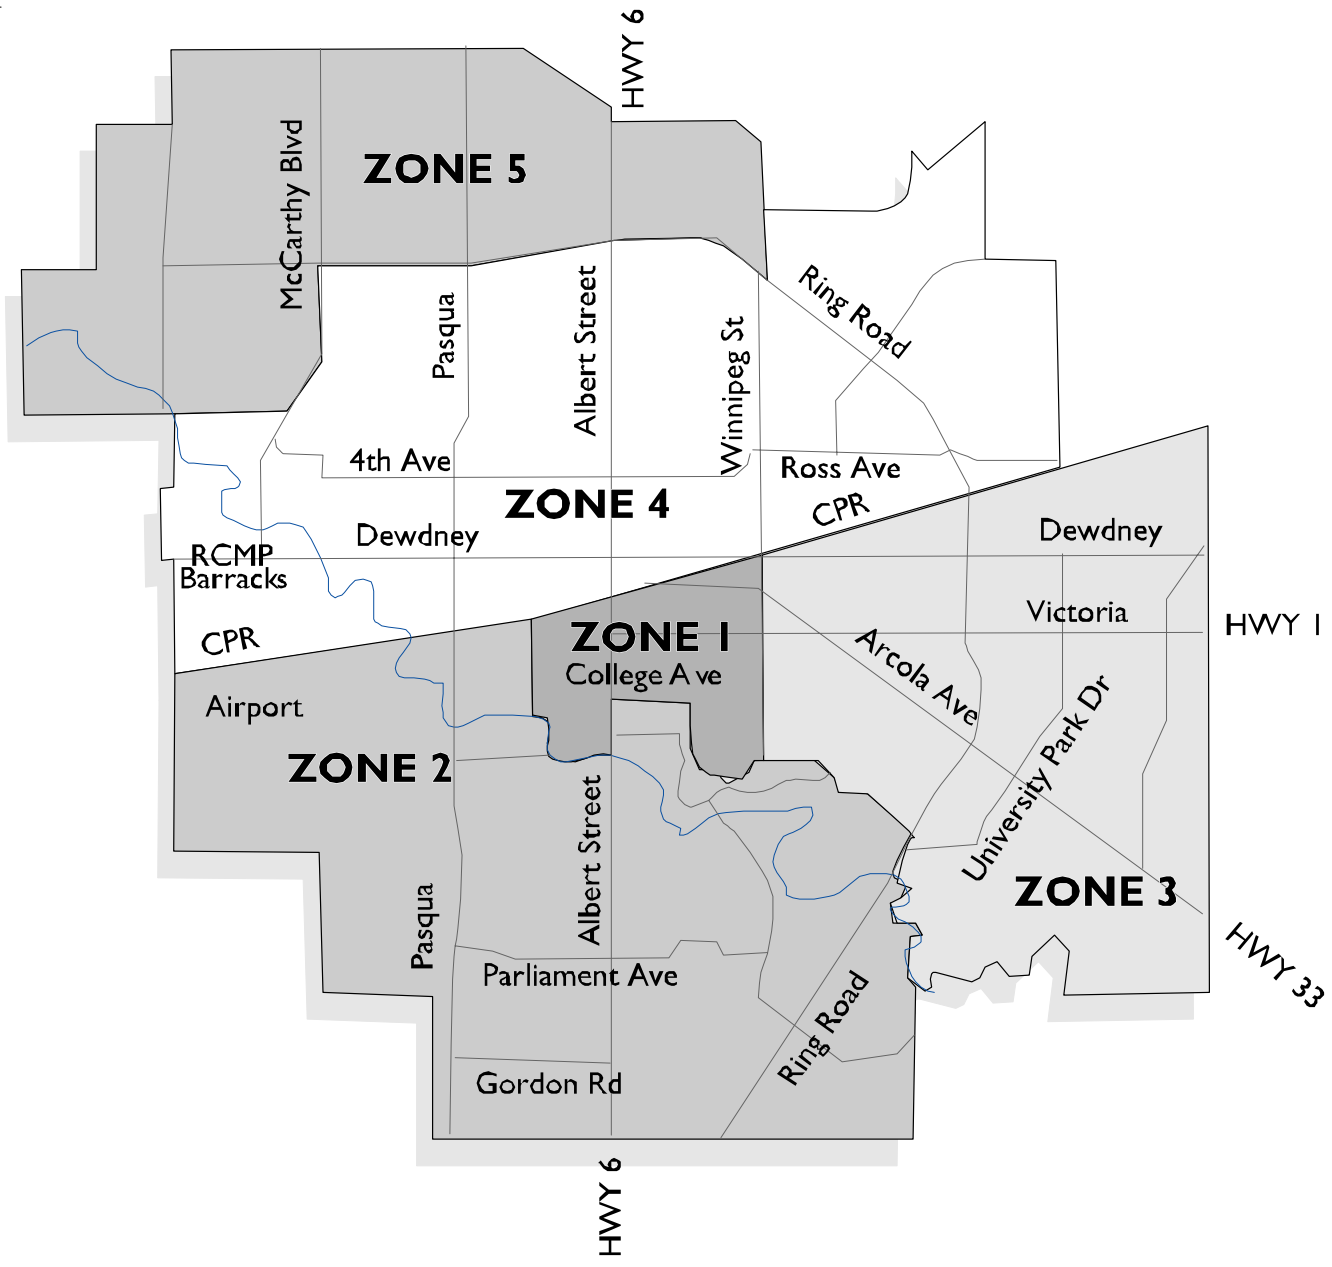 HWY 6
McCarthy Blvd
ZONE 5
Pasqua
Albert Street
Winnipeg St
Ring Road
4th Ave
Ross Ave
ZONE 4
CPR
Dewdney
Dewdney
RCMP
Barracks
CPR
ZONE 1
College Ave
Victoria
HWY 1
Arcola Ave
University Park Dr
Airport
ZONE 2
Albert Street
Pasqua
ZONE 3
HWY 33
Parliament Ave
Ring Road
Gordon Rd
HWY 6